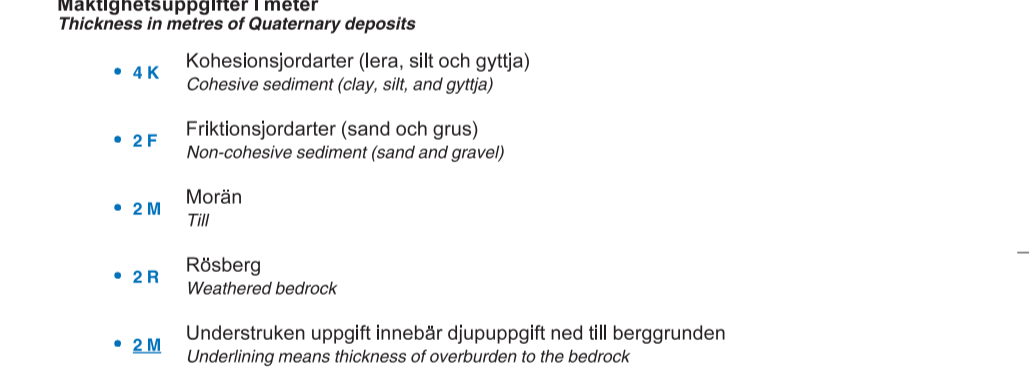 Mäktighetsuppgifter i meter
Thickness in metres of Quaternary deposits
• 4 K Kohesionsjordarter (lera, silt och gyttja)
Cohesive sediment (clay, silt, and gyttja)
• 2 F Friktionsjordarter (sand och grus)
Non-cohesive sediment (sand and gravel)
• 2 M Morän
Till
• 2 R Rösberg
Weathered bedrock
• 2 M Understruken uppgift innebär djupuppgift ned till berggrunden
Underlining means thickness of overburden to the bedrock